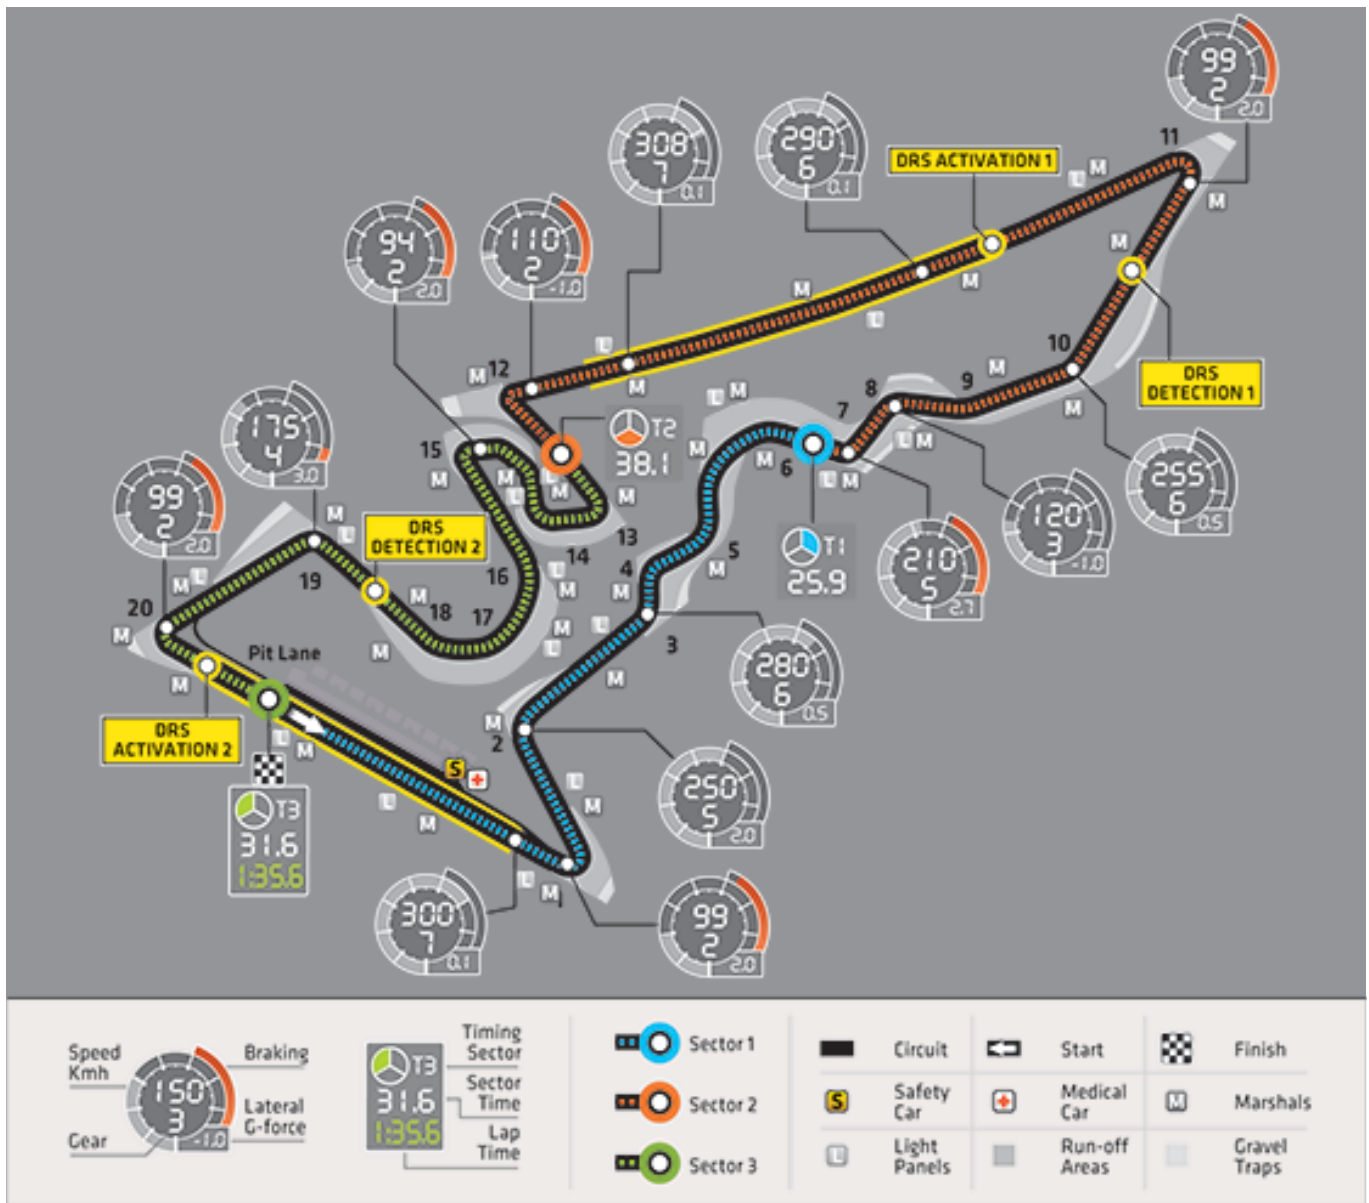 99
2
2.0
308
7
0.1
290
6
0.1
DRS ACTIVATION 1
11
M
L
M
94
2
2.0
110
2
-1.0
M
M
M
L
L
M
12
M
10
DRS
DETECTION 1
M
8
9
M
L
M
7
M
T2
38.1
175
4
3.0
15
M
M
6
M
L
M
L
M
255
6
0.5
99
2
2.0
M
L
M
L
M
M
13
14
DRS
DETECTION 2
T1
25.9
210
5
2.7
120
3
-1.0
5
M
4
M
16
L
M
M
L
M
19
M
18
17
M
L
20
M
M
L
M
3
Pit Lane
M
280
6
0.5
M
M
2
DRS
ACTIVATION 2
L
M
S
L
M
250
5
2.0
L
M
T3
31.6
1:35.6
L
M
300
7
0.1
99
2
2.0
Speed
Kmh
Braking
150
3
-1.0
Gear
Lateral
G-force
T3
31.6
1:35.6
Timing
Sector
Sector
Time
Lap
Time
Sector 1
Sector 2
Sector 3
Circuit
Start
Finish
S
Safety
Car
Medical
Car
M
Marshals
L
Light
Panels
Run-off
Areas
Gravel
Traps